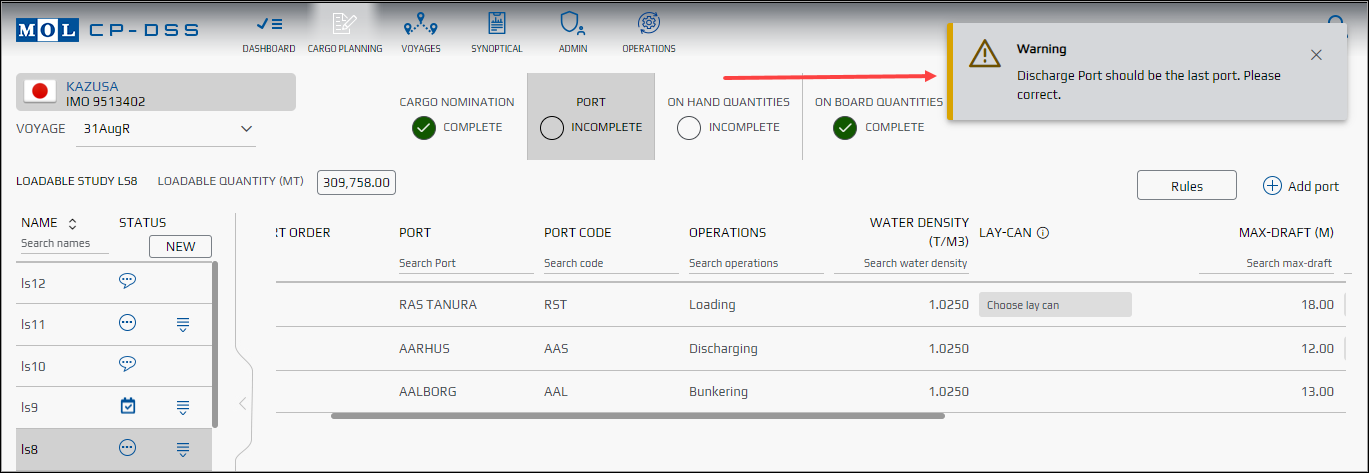 MOL CP-DSS
DASHBOARD
CARGO PLANNING
VOYAGES
SYNOPTICAL
ADMIN
OPERATIONS
Warning
Discharge Port should be the last port. Please
correct.
KAZUSA
IMO 9513402
VOYAGE 31AugR
CARGO NOMINATION
COMPLETE
PORT
INCOMPLETE
ON HAND QUANTITIES
INCOMPLETE
ON BOARD QUANTITIES
COMPLETE
LOADABLE STUDY LS8 LOADABLE QUANTITY (MT) 309,758.00
Rules
Add port
NAME STATUS
Search names NEW
ls12
ls11
ls10
ls9
ls8
RT ORDER PORT PORT CODE OPERATIONS WATER DENSITY
(T/M3) LAY-CAN MAX-DRAFT (M)
Search Port Search code Search operations Search water density Search max-draft
RAS TANURA RST Loading 1.0250 Choose lay can 18.00
AARHUS AAS Discharging 1.0250 12.00
AALBORG AAL Bunkering 1.0250 13.00